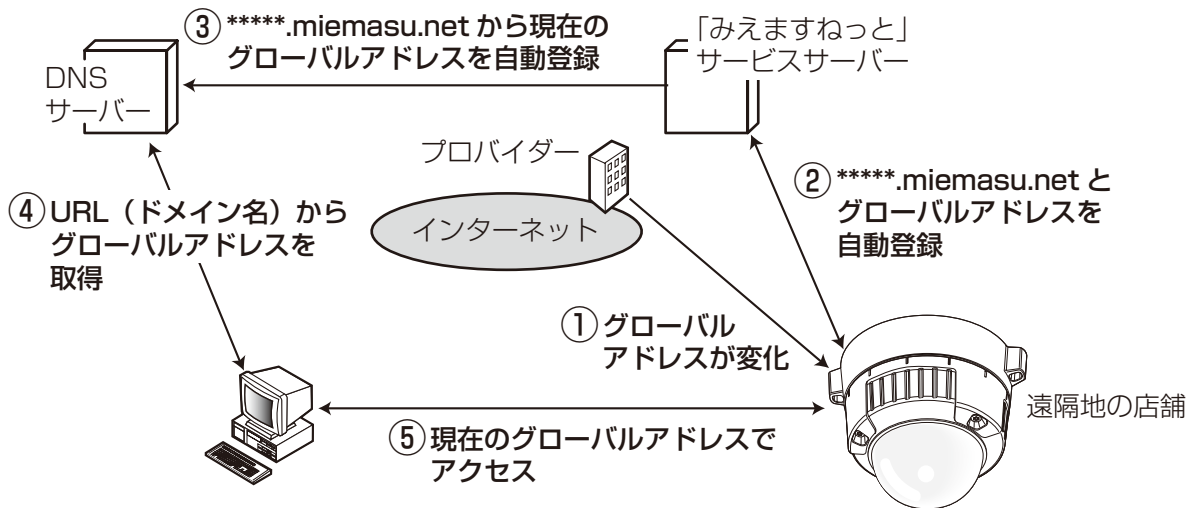 ③ *****.miemasu.net から現在の
グローバルアドレスを自動登録
「みえますねっと」
サービスサーバー
DNS
サーバー
プロバイダー
インターネット
② *****.miemasu.net と
グローバルアドレスを
自動登録
④ URL（ドメイン名）から
グローバルアドレスを
取得
① グローバル
アドレスが変化
遠隔地の店舗
⑤ 現在のグローバルアドレスで
アクセス